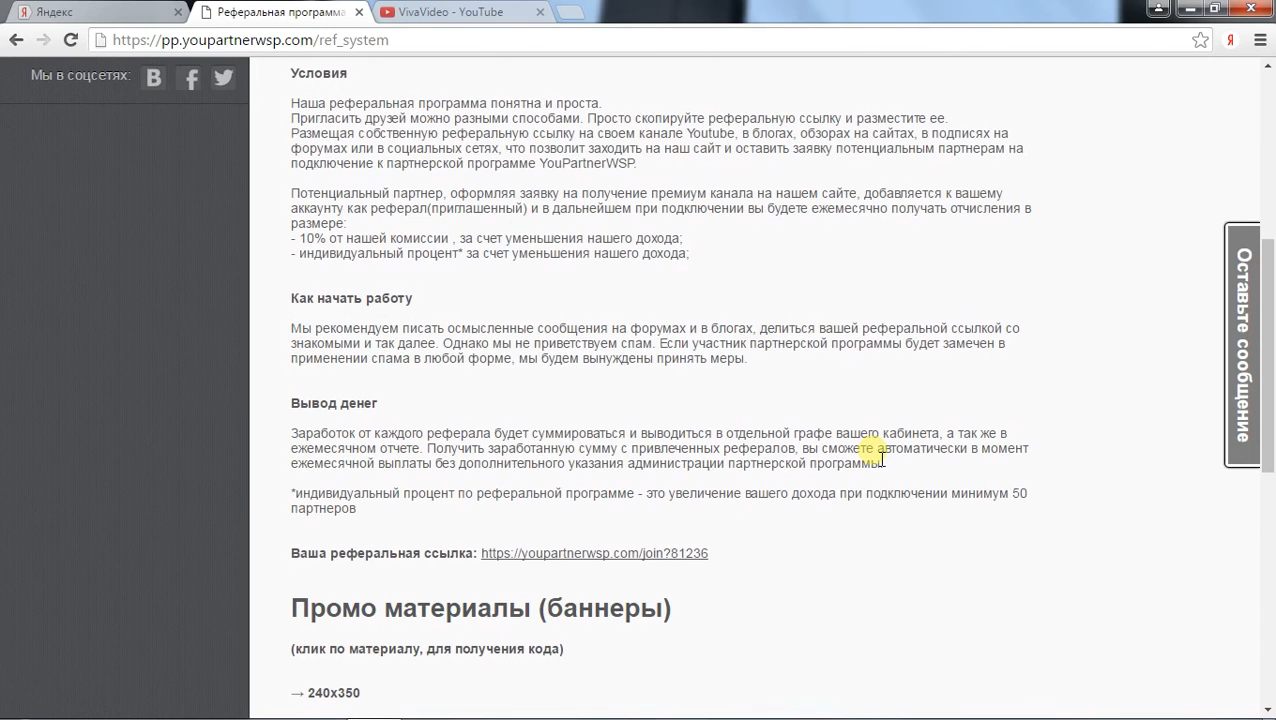 Яндекс
Реферальная программа
VivaVideo - YouTube
https://pp.youpartnerwsp.com/ref_system
Я
Мы в соцсетях:
Условия
Наша реферальная программа понятна и проста.
Пригласить друзей можно разными способами. Просто скопируйте реферальную ссылку и разместите ее.
Размещая собственную реферальную ссылку на своем канале Youtube, в блогах, обзорах на сайтах, в подписях на
форумах или в социальных сетях, что позволит заходить на наш сайт и оставить заявку потенциальным партнерам на
подключение к партнерской программе YouPartnerWSP.
Потенциальный партнер, оформляя заявку на получение премиум канала на нашем сайте, добавляется к вашему
аккаунту как реферал(приглашенный) и в дальнейшем при подключении вы будете ежемесячно получать отчисления в
размере:
- 10% от нашей комиссии , за счет уменьшения нашего дохода;
- индивидуальный процент* за счет уменьшения нашего дохода;
Как начать работу
Мы рекомендуем писать осмысленные сообщения на форумах и в блогах, делиться вашей реферальной ссылкой со
знакомыми и так далее. Однако мы не приветствуем спам. Если участник партнерской программы будет замечен в
применении спама в любой форме, мы будем вынуждены принять меры.
Вывод денег
Заработок от каждого реферала будет суммироваться и выводиться в отдельной графе вашего кабинета, а так же в
ежемесячном отчете. Получить заработанную сумму с привлеченных рефералов, вы сможете автоматически в момент
ежемесячной выплаты без дополнительного указания администрации партнерской программы.
*индивидуальный процент по реферальной программе - это увеличение вашего дохода при подключении минимум 50
партнеров
Ваша реферальная ссылка: https://youpartnerwsp.com/join?81236
Промо материалы (баннеры)
(клик по материалу, для получения кода)
→ 240x350
Оставьте сообщение